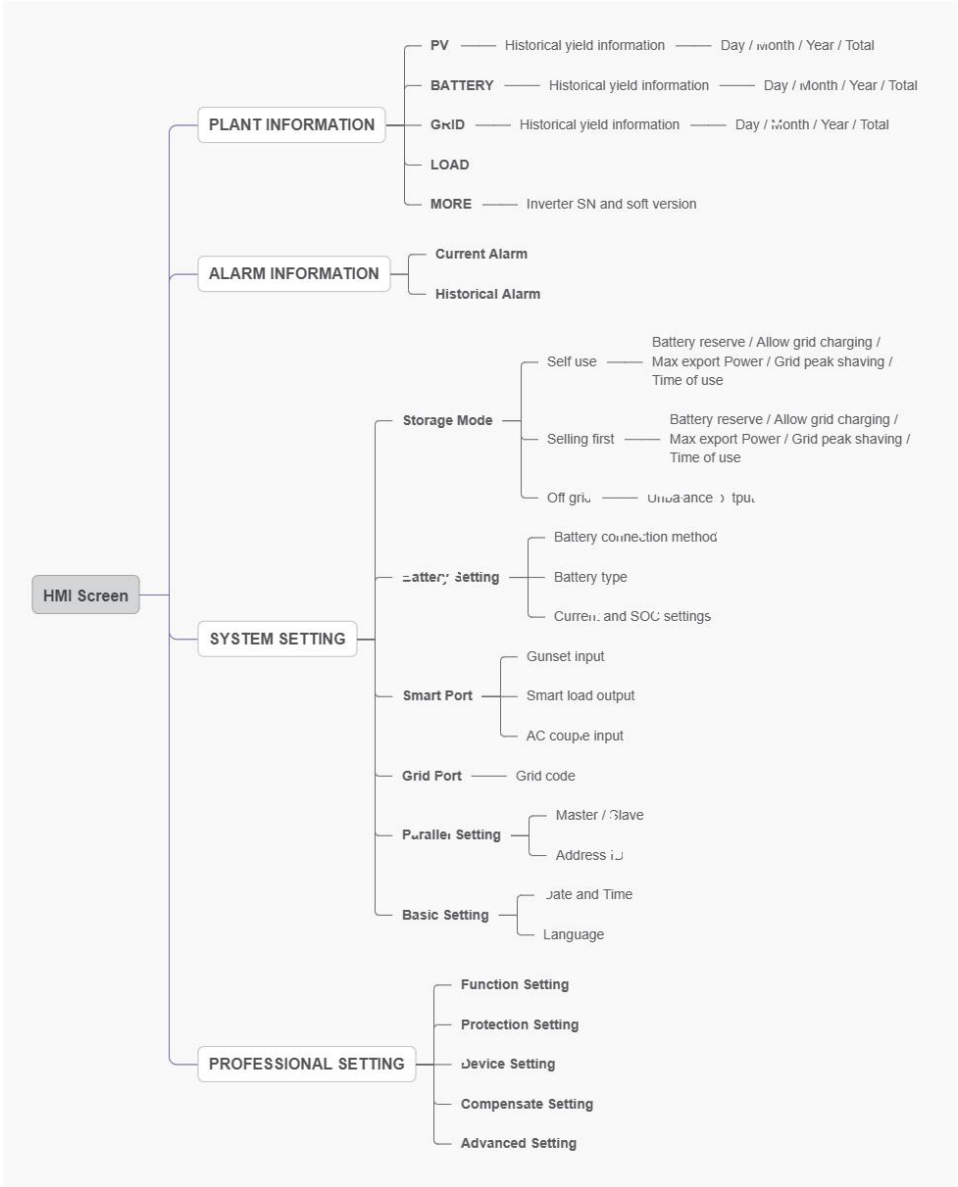 PV Historical yield information Day / Month / Year / Total
BATTERY Historical yield information Day / Month / Year / Total
PLANT INFORMATION
GRID Historical yield information Day / Month / Year / Total
LOAD
MORE Inverter SN and soft version
Current Alarm
ALARM INFORMATION
Historical Alarm
Battery reserve / Allow grid charging /
Self use
Max export Power / Grid peak shaving /
Time of use
Storage Mode
Battery reserve / Allow grid charging /
Selling first
Max export Power / Grid peak shaving /
Time of use
Off grid
Battery connection method
Battery Setting
Battery type
Current and SOC settings
HMI Screen
SYSTEM SETTING
Gunset input
Smart Port
Smart load output
AC couple input
Grid Port Grid code
Master / Slave
Parallel Setting
Address ID
Date and Time
Basic Setting
Language
Function Setting
Protection Setting
PROFESSIONAL SETTING
Device Setting
Compensate Setting
Advanced Setting